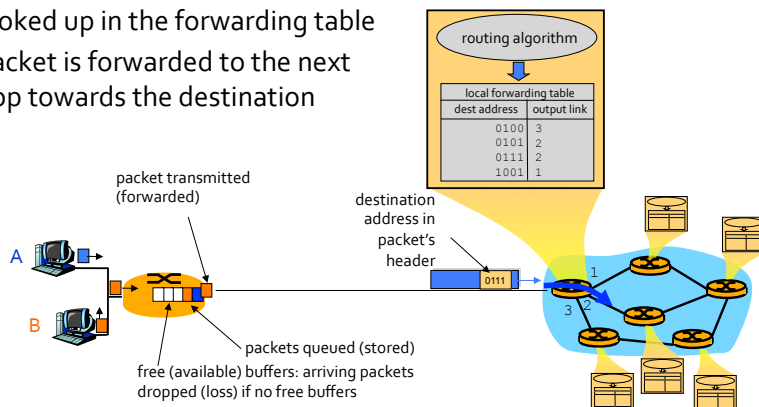 oked up in the forwarding table
acket is forwarded to the next
op towards the destination
routing algorithm
local forwarding table
dest address output link
0100 3
0101 2
0111 2
1001 1
packet transmitted
(forwarded)
destination
address in
packet's
header
A
B
0111
1
3 2
packets queued (stored)
free (available) buffers: arriving packets
dropped (loss) if no free buffers